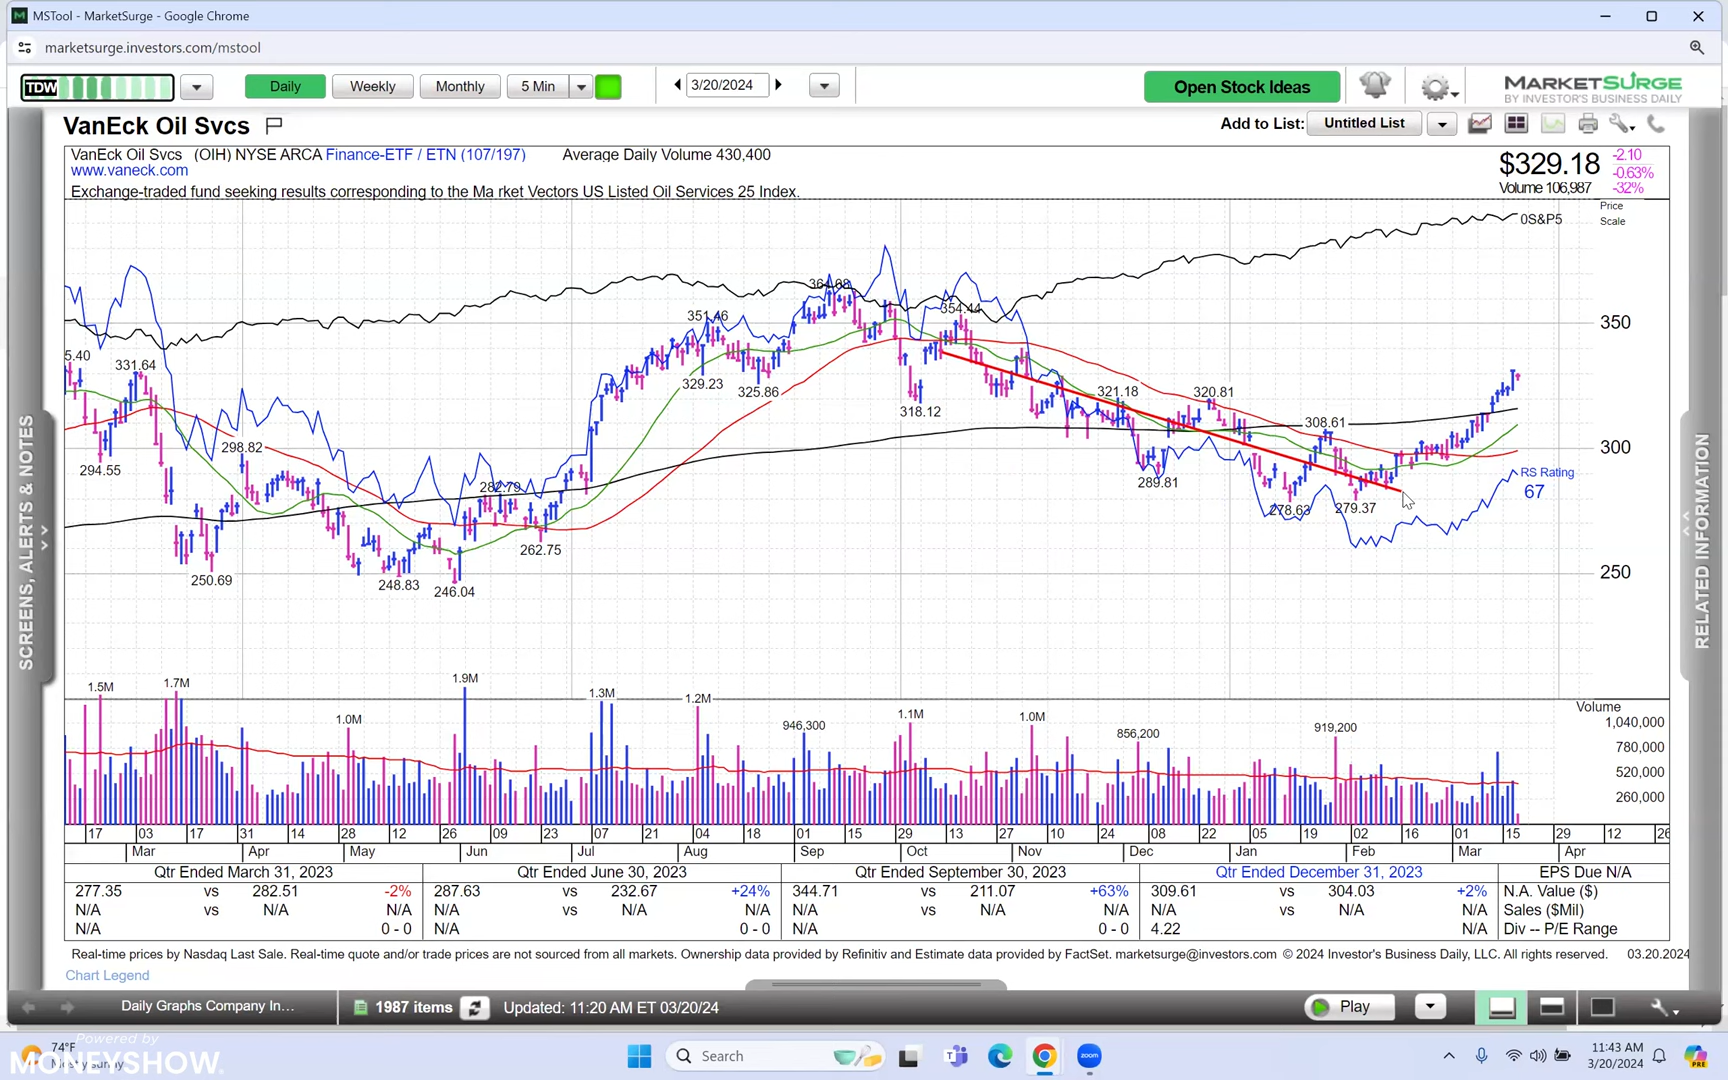 MSTool - MarketSurge - Google Chrome
marketsurge.investors.com/mstool
TDW Daily Weekly Monthly 5 Min 3/20/2024 Open Stock Ideas MARKETSURGE
BY INVESTOR'S BUSINESS DAILY
VanEck Oil Svcs Add to List: Untitled List
VanEck Oil Svcs (OIH) NYSE ARCA Finance-ETF / ETN (107/197) Average Daily Volume 430,400
www.vaneck.com
Exchange-traded fund seeking results corresponding to the Ma rket Vectors US Listed Oil Services 25 Index.
$329.18 -2.10
-0.63%
Volume 106,987 -32%
Price
Scale
0S&P5
364.08
351.46 354.44
350
5.40 331.64
329.23 325.86 321.18 320.81
318.12
308.61
298.82 300
294.55
289.81
282.79
RS Rating
67
278.63 279.37
262.75
250.69 248.83 246.04
250
1.5M 1.7M 1.0M 1.9M 1.3M 1.2M 946,300 1.1M 1.0M 856,200 919,200
Volume
1,040,000
780,000
520,000
260,000
17 03 17 31 14 28 12 26 09 23 07 21 04 18 01 15 29 13 27 10 24 08 22 05 19 02 16 01 15 29 12 26
Mar Apr May Jun Jul Aug Sep Oct Nov Dec Jan Feb Mar Apr
Qtr Ended March 31, 2023 Qtr Ended June 30, 2023 Qtr Ended September 30, 2023 Qtr Ended December 31, 2023 EPS Due N/A
277.35 vs 282.51 -2% 287.63 vs 232.67 +24% 344.71 vs 211.07 +63% 309.61 vs 304.03 +2% N.A. Value ($)
N/A vs N/A N/A N/A vs N/A N/A N/A vs N/A N/A N/A vs N/A N/A Sales ($Mil)
N/A 0 - 0 N/A 0 - 0 N/A 0 - 0 4.22 N/A Div -- P/E Range
Real-time prices by Nasdaq Last Sale. Real-time quote and/or trade prices are not sourced from all markets. Ownership data provided by Refinitiv and Estimate data provided by FactSet. marketsurge@investors.com © 2024 Investor's Business Daily, LLC. All rights reserved. 03.20.2024
Chart Legend
SCREENS, ALERTS & NOTES
RELATED INFORMATION
Daily Graphs Company In... 1987 items Updated: 11:20 AM ET 03/20/24 Play
74°F
Mostly sunny
Powered by
MONEYSHOW.
Search
zoom
PRE
11:43 AM
3/20/2024